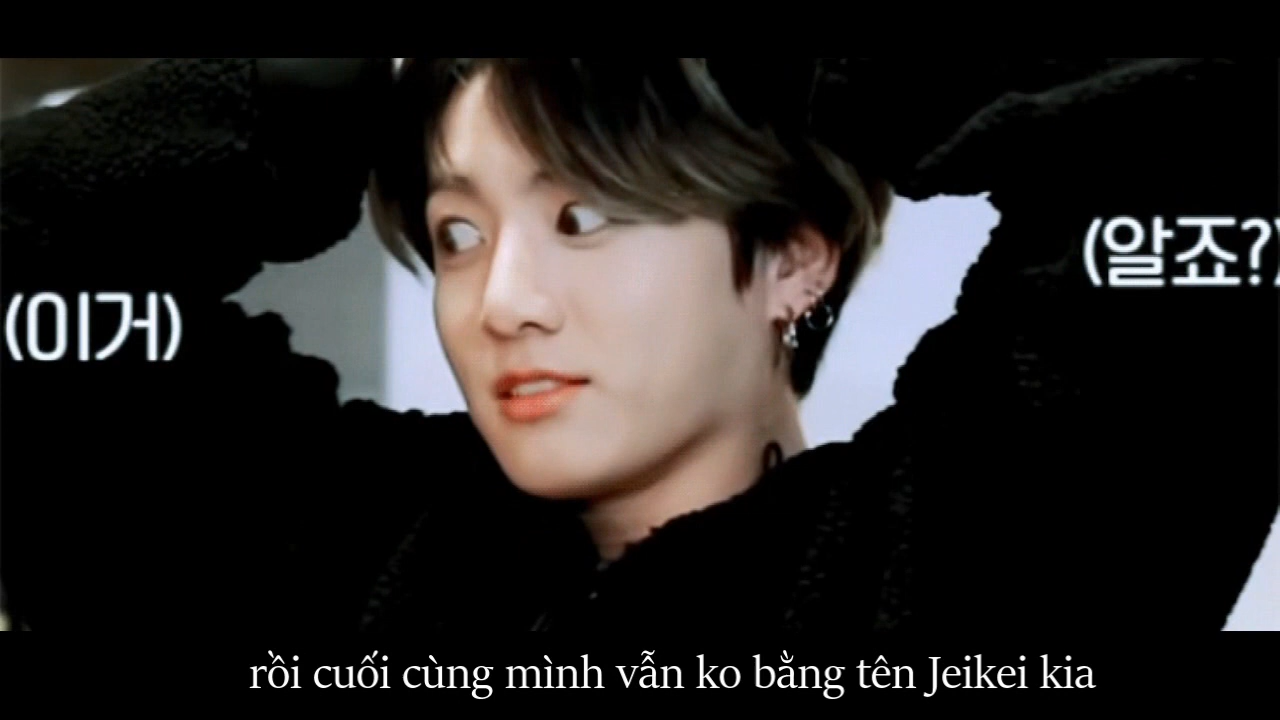 (이거)
(알죠?)
rồi cuối cùng mình vẫn ko bằng tên Jeikei kia